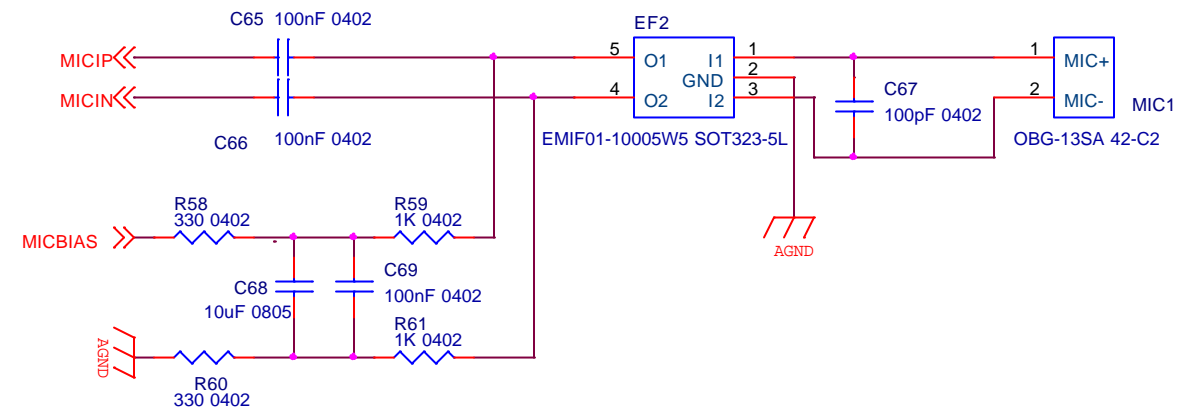 C65 100nF 0402
EF2
MICIP
5
O1
I1
1
1
MIC+
GND
2
MICIN
4
O2
I2
3
2
MIC-
MIC1
C67
100pF 0402
C66
100nF 0402
EMIF01-10005W5 SOT323-5L
OBG-13SA 42-C2
R58
330 0402
R59
1K 0402
MICBIAS
AGND
C68
10uF 0805
C69
100nF 0402
R61
1K 0402
AGND
R60
330 0402